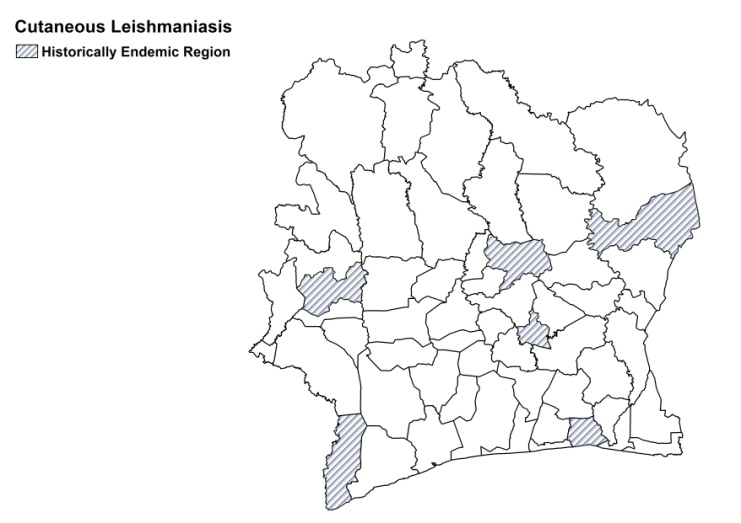 Cutaneous Leishmaniasis
Historically Endemic Region